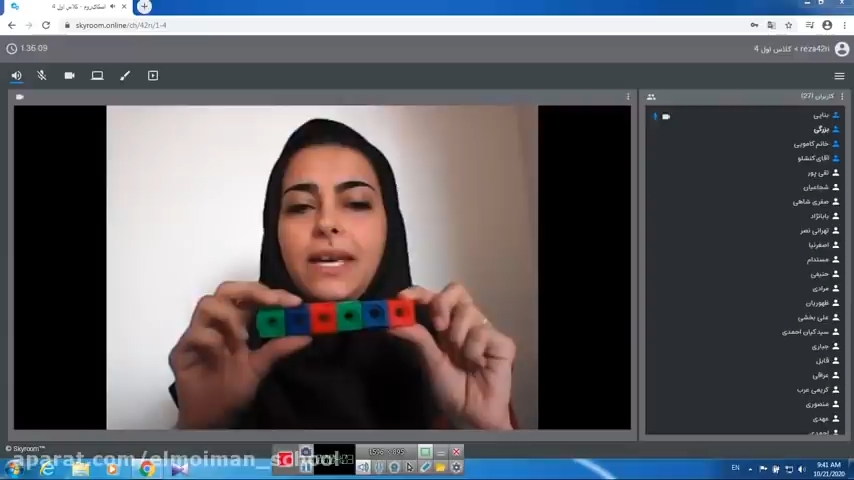 اسکای‌روم - کلاس اول 4
skyroom.online/ch/42n/1-4
1:36:09
reza42n » کلاس اول 4
کاربران (27)
بنایی
بزرگی
خانم کامویی
آقای کنشلو
تقی پور
شجاعیان
صفری شاهی
بابانژاد
تهرانی نصر
اصغرنیا
مستدام
حنیفی
مرادی
ظهوریان
علی بخشی
سید کیان احمدی
جباری
قابل
عراقی
کریمی عرب
منصوری
مهدی
احمدی
© Skyroom™
aparat.com/elmoiman_school
EN
9:41 AM
10/21/2020